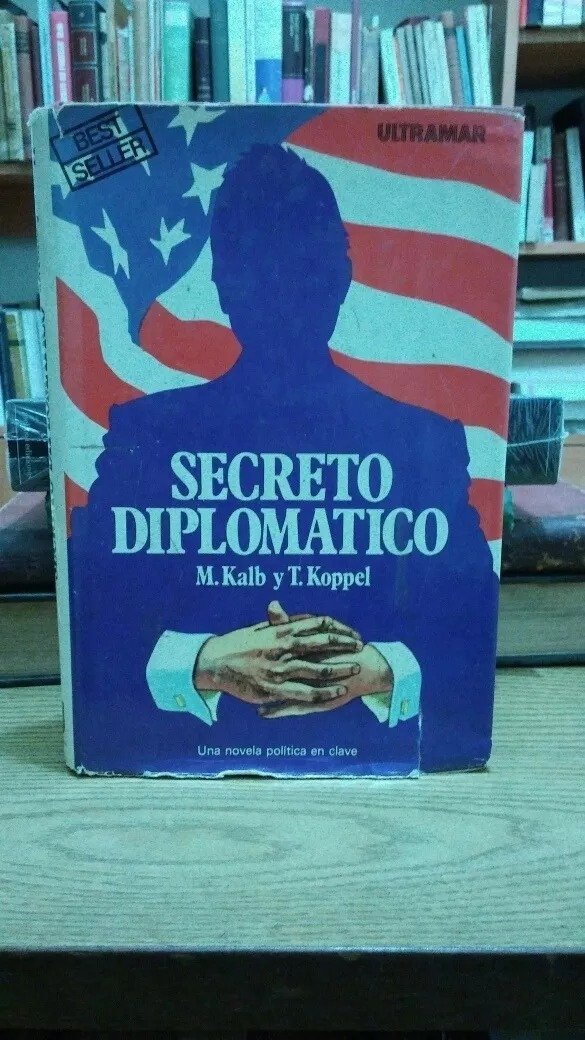 BEST
SELLER
ULTRAMAR
SECRETO
DIPLOMATICO
M. Kalb y T. Koppel
Una novela política en clave